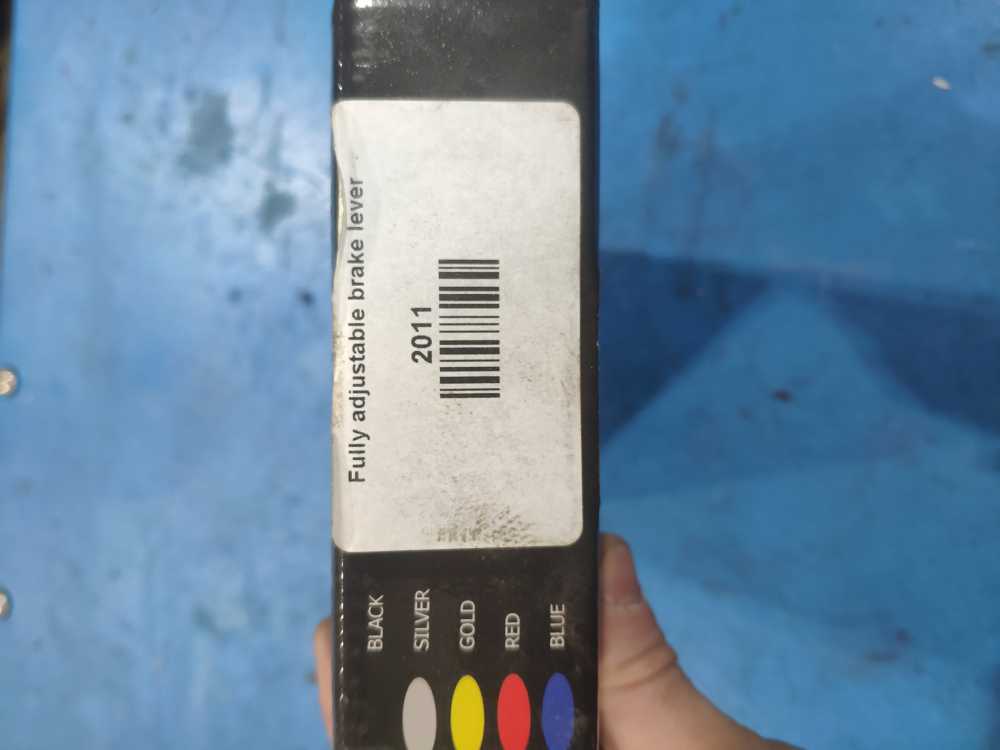 Fully adjustable brake lever
2011
BLACK
SILVER
GOLD
RED
BLUE